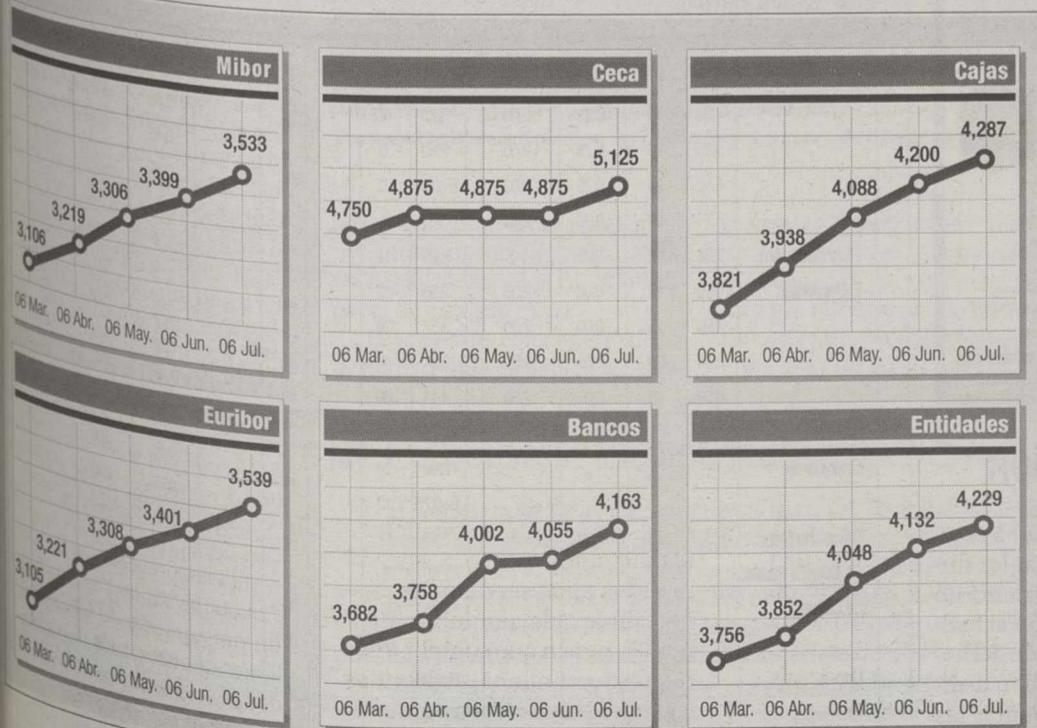 Mibor
3,106
3,219
3,306
3,399
3,533
06 Mar. 06 Abr. 06 May. 06 Jun. 06 Jul.
Ceca
4,750
4,875
4,875
4,875
5,125
06 Mar. 06 Abr. 06 May. 06 Jun. 06 Jul.
Cajas
3,821
3,938
4,088
4,200
4,287
06 Mar. 06 Abr. 06 May. 06 Jun. 06 Jul.
Euribor
3,105
3,221
3,308
3,401
3,539
06 Mar. 06 Abr. 06 May. 06 Jun. 06 Jul.
Bancos
3,682
3,758
4,002
4,055
4,163
06 Mar. 06 Abr. 06 May. 06 Jun. 06 Jul.
Entidades
3,756
3,852
4,048
4,132
4,229
06 Mar. 06 Abr. 06 May. 06 Jun. 06 Jul.